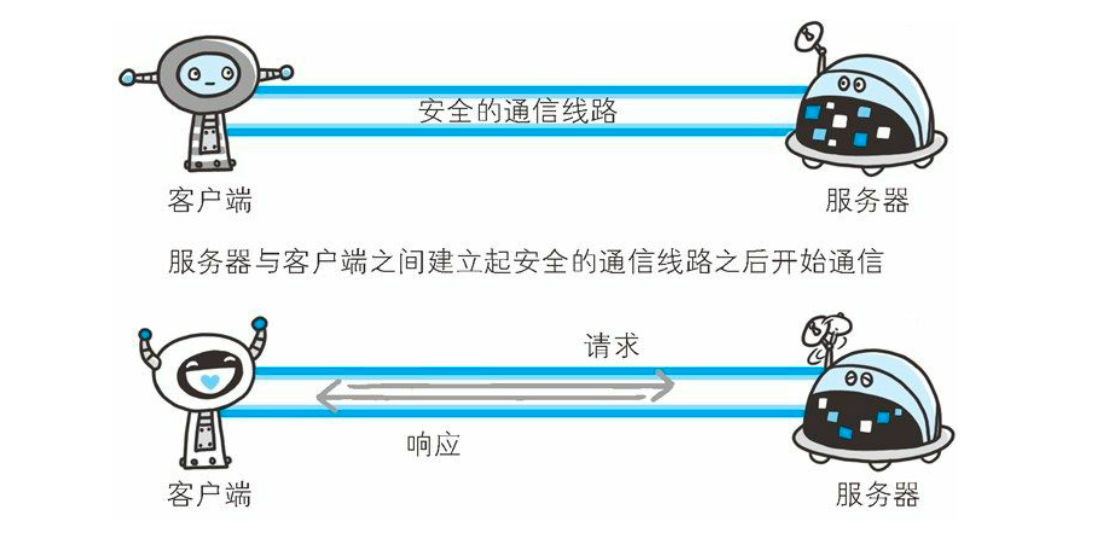 安全的通信线路
客户端
服务器
服务器与客户端之间建立起安全的通信线路之后开始通信
请求
响应
客户端
服务器